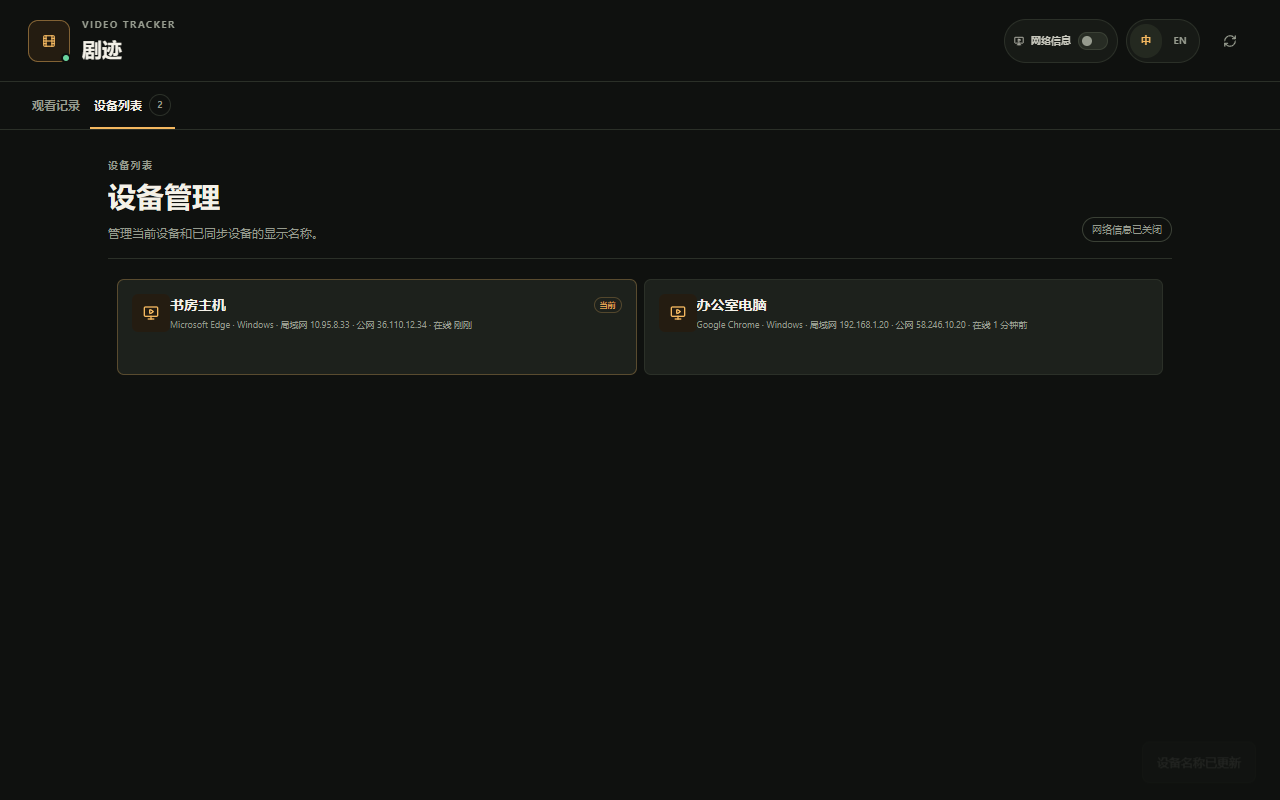 VIDEO TRACKER
剧迹
网络信息
中 EN
观看记录 设备列表 2
设备列表
设备管理
管理当前设备和已同步设备的显示名称。
网络信息已关闭
书房主机 当前
Microsoft Edge · Windows · 局域网 10.95.8.33 · 公网 36.110.12.34 · 在线 刚刚
办公室电脑
Google Chrome · Windows · 局域网 192.168.1.20 · 公网 58.246.10.20 · 在线 1 分钟前
设备名称已更新